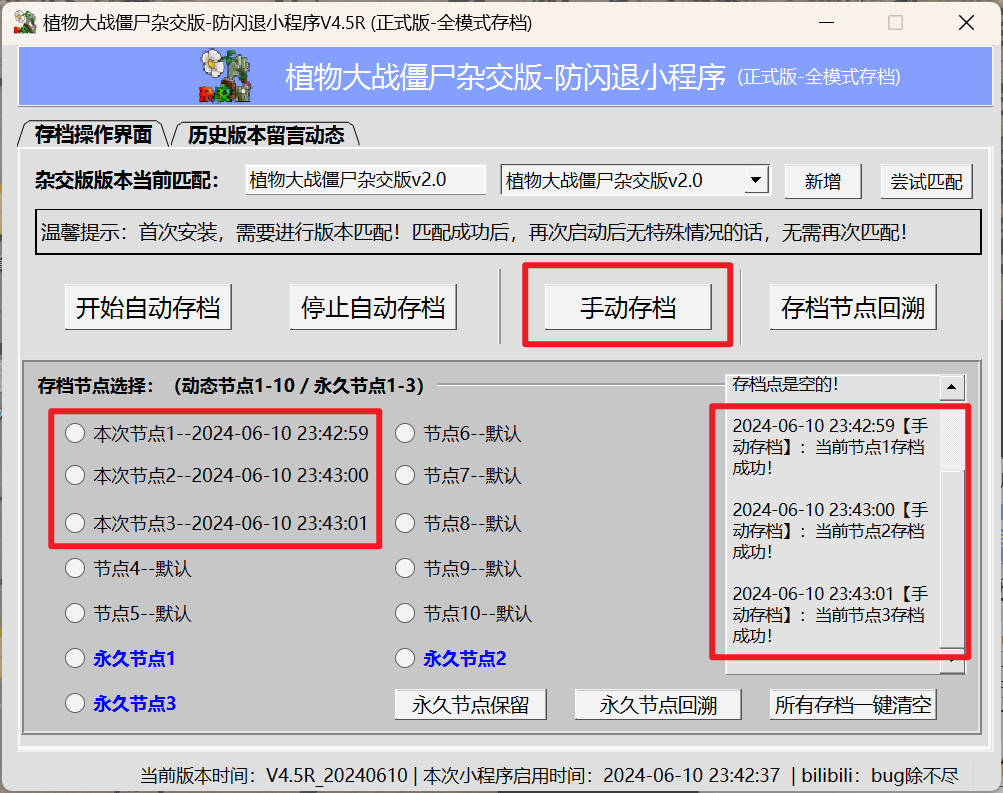 植物大战僵尸杂交版-防闪退小程序V4.5R (正式版-全模式存档)
植物大战僵尸杂交版-防闪退小程序 (正式版-全模式存档)
存档操作界面 历史版本留言动态
杂交版版本当前匹配： 植物大战僵尸杂交版v2.0 植物大战僵尸杂交版v2.0 新增 尝试匹配
温馨提示：首次安装，需要进行版本匹配！匹配成功后，再次启动后无特殊情况的话，无需再次匹配！
开始自动存档 停止自动存档 手动存档 存档节点回溯
存档节点选择：（动态节点1-10 / 永久节点1-3）
本次节点1--2024-06-10 23:42:59 节点6--默认
本次节点2--2024-06-10 23:43:00 节点7--默认
本次节点3--2024-06-10 23:43:01 节点8--默认
节点4--默认 节点9--默认
节点5--默认 节点10--默认
永久节点1 永久节点2
永久节点3
存档点是空的！
2024-06-10 23:42:59【手
动存档】：当前节点1存档
成功！
2024-06-10 23:43:00【手
动存档】：当前节点2存档
成功！
2024-06-10 23:43:01【手
动存档】：当前节点3存档
成功！
永久节点保留 永久节点回溯 所有存档一键清空
当前版本时间：V4.5R_20240610 | 本次小程序启用时间：2024-06-10 23:42:37 | bilibili：bug除不尽